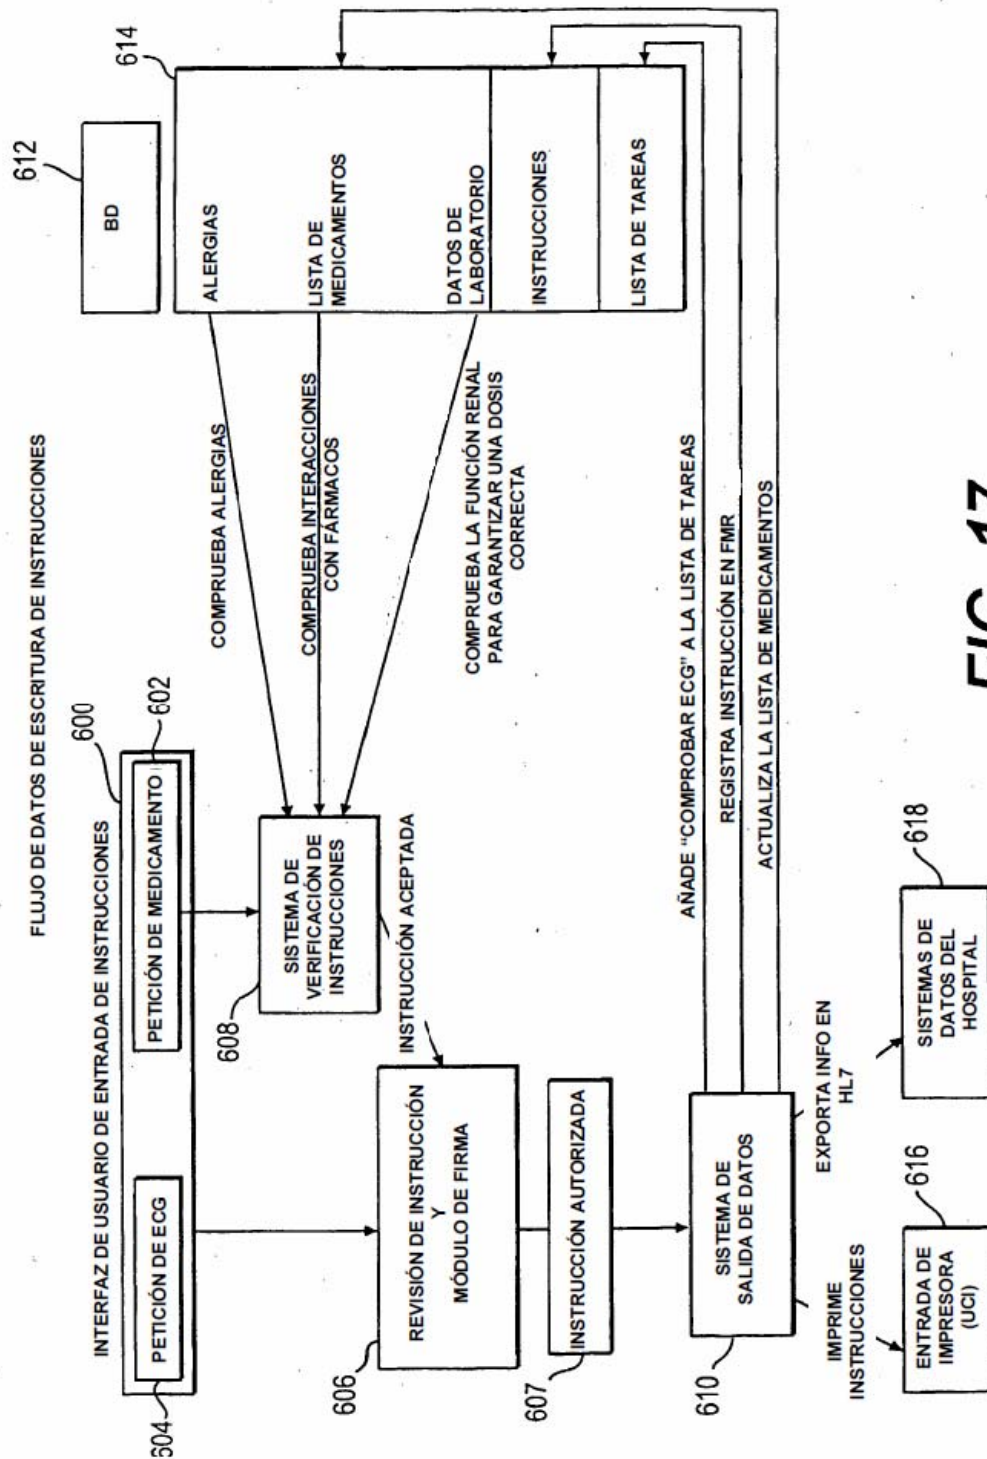 FLUJO DE DATOS DE ESCRITURA DE INSTRUCCIONES
612
BD
614
ALERGIAS
LISTA DE
MEDICAMENTOS
DATOS DE
LABORATORIO
INSTRUCCIONES
LISTA DE TAREAS
600
INTERFAZ DE USUARIO DE ENTRADA DE INSTRUCCIONES
604
PETICIÓN DE ECG
PETICIÓN DE MEDICAMENTO
602
COMPRUEBA ALERGIAS
COMPRUEBA INTERACCIONES
CON FÁRMACOS
COMPRUEBA LA FUNCIÓN RENAL
PARA GARANTIZAR UNA DOSIS
CORRECTA
608
SISTEMA DE
VERIFICACIÓN DE
INSTRUCCIONES
INSTRUCCIÓN ACEPTADA
606
REVISIÓN DE INSTRUCCIÓN
Y
MÓDULO DE FIRMA
607
INSTRUCCIÓN AUTORIZADA
610
SISTEMA DE
SALIDA DE DATOS
AÑADE “COMPROBAR ECG” A LA LISTA DE TAREAS
REGISTRA INSTRUCCIÓN EN FMR
ACTUALIZA LA LISTA DE MEDICAMENTOS
IMPRIME
INSTRUCCIONES
EXPORTA INFO EN
HL7
616
ENTRADA DE
IMPRESORA
(UCI)
618
SISTEMAS DE
DATOS DEL
HOSPITAL
FIG. 17